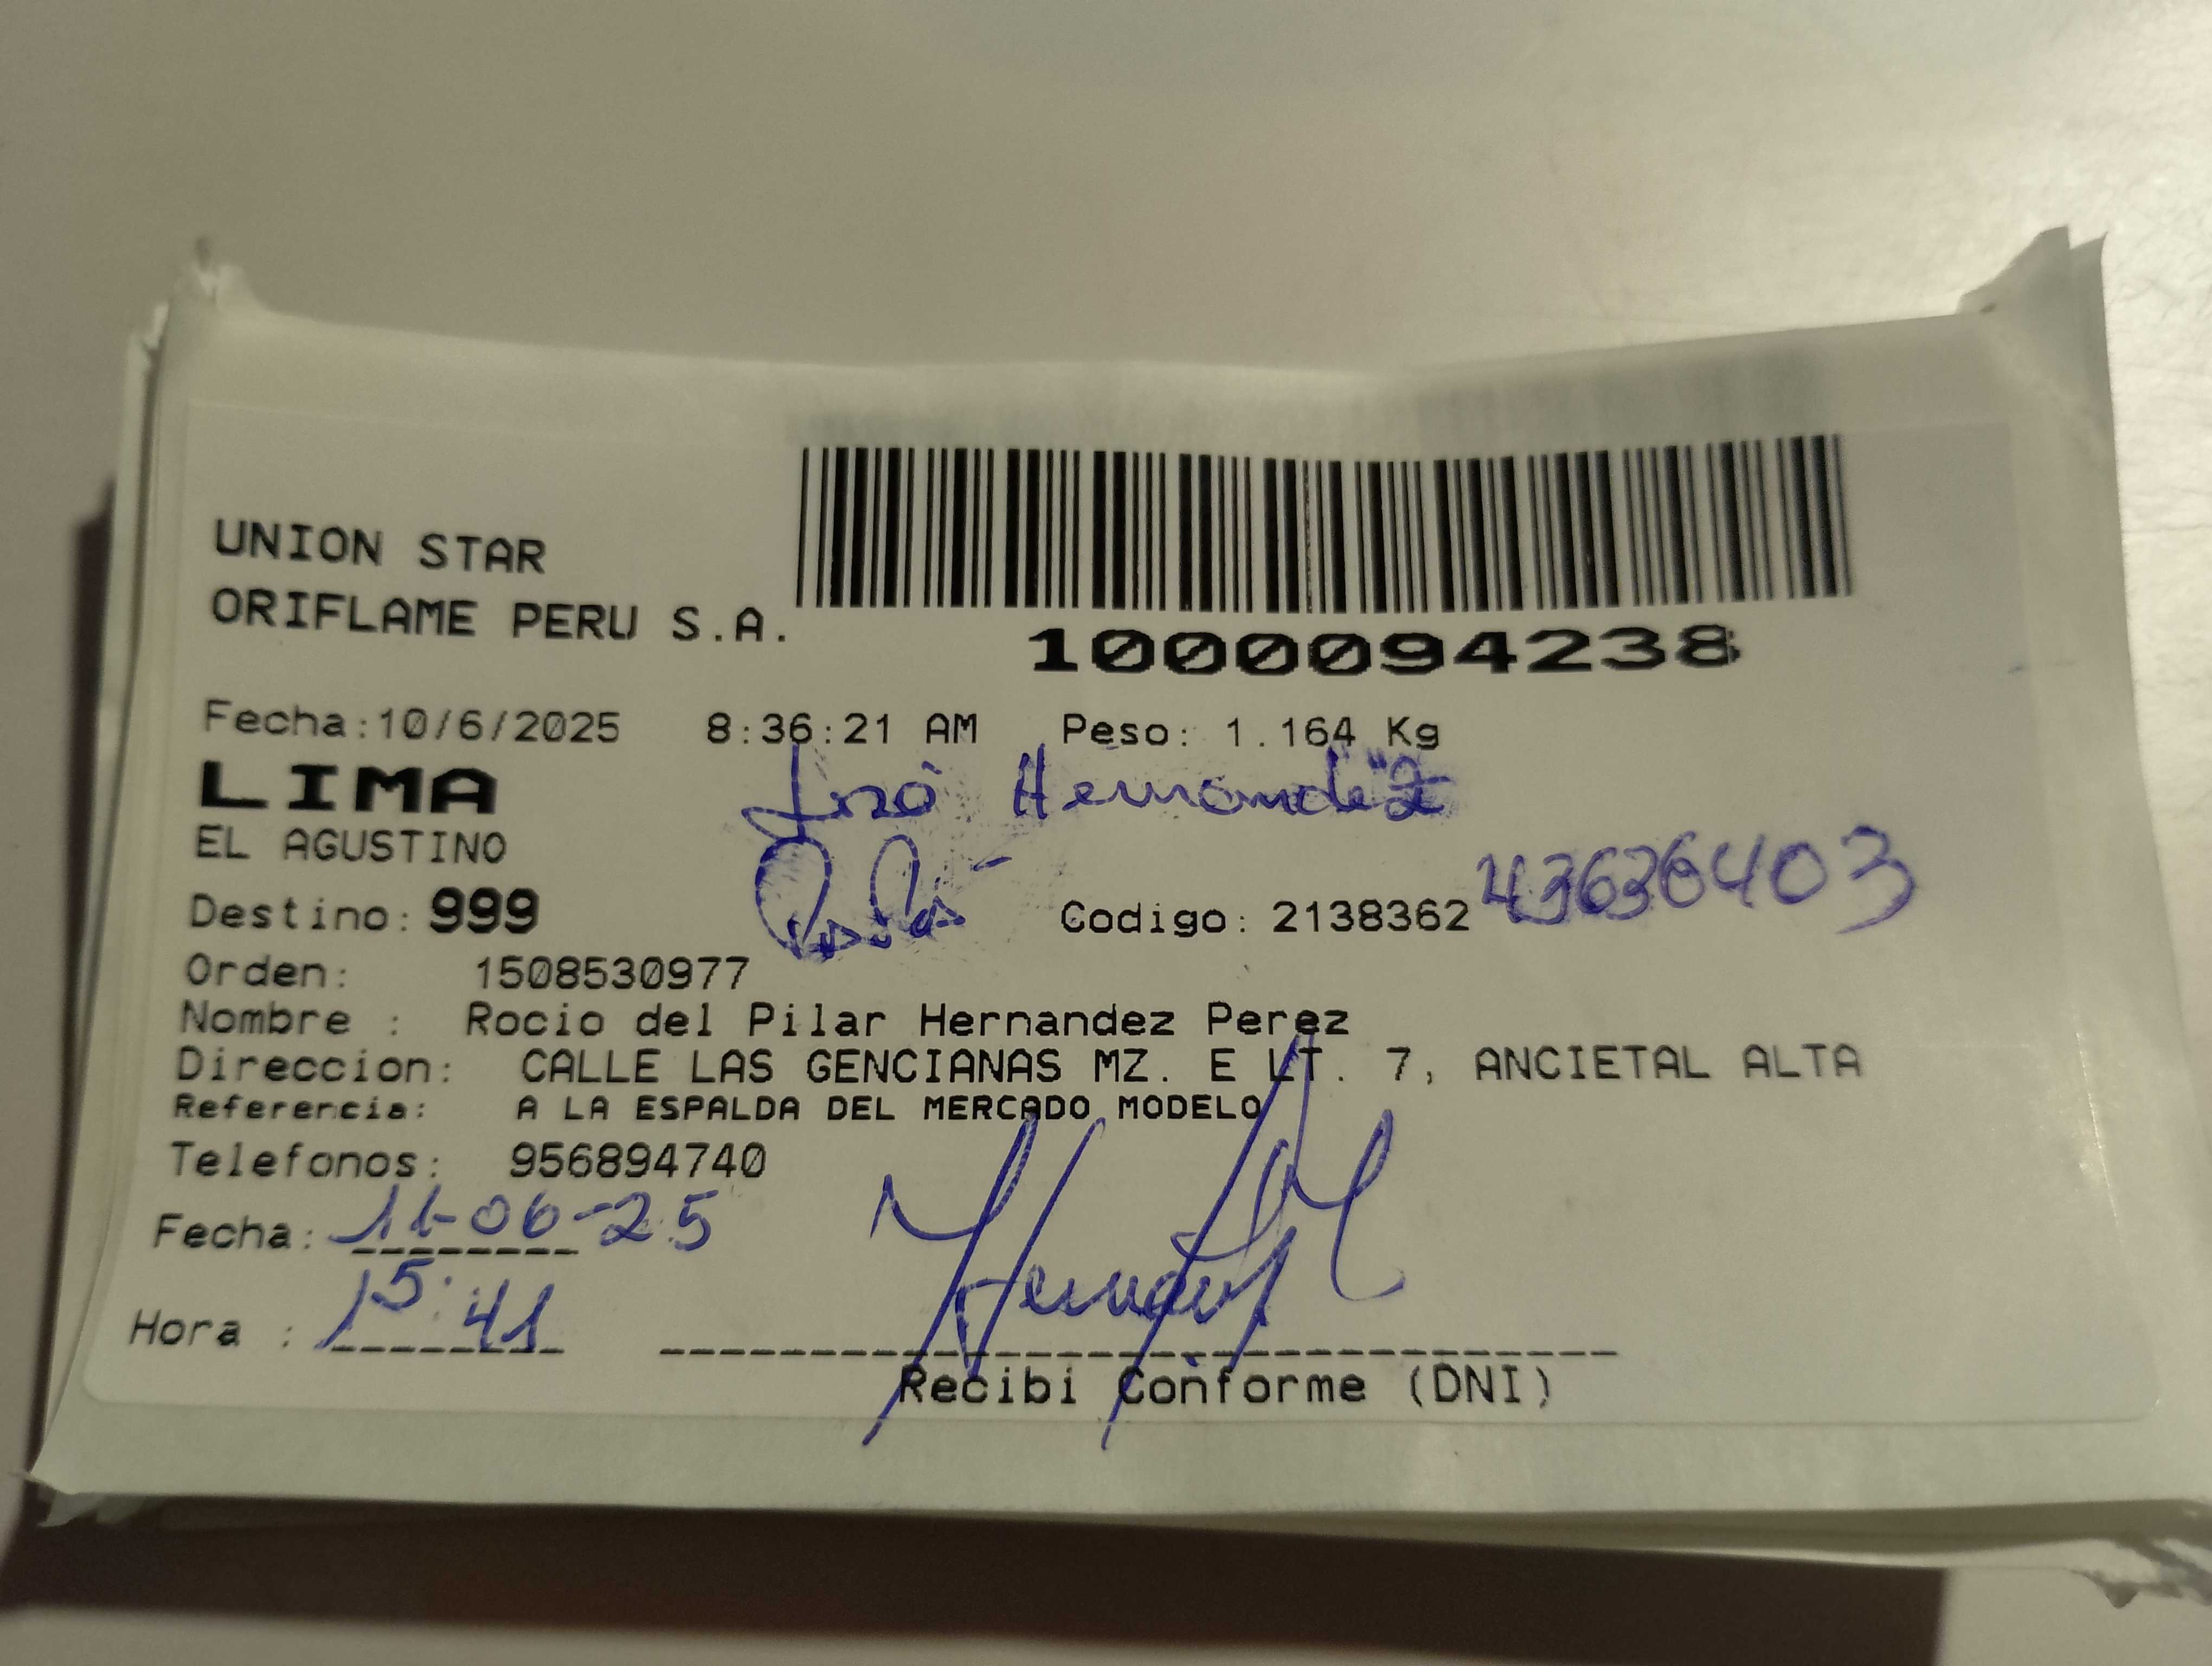 UNION STAR
ORIFLAME PERU S.A.
1000094238
Fecha:10/6/2025 8:36:21 AM Peso: 1.164 Kg
LIMA
Hernandez
EL AGUSTINO
43636403
Destino: 999 Codigo: 2138362
Orden: 1508530977
Nombre : Rocio del Pilar Hernandez Perez
Direccion: CALLE LAS GENCIANAS MZ. E LT. 7, ANCIETAL ALTA
Referencia: A LA ESPALDA DEL MERCADO MODELO
Telefonos: 956894740
Fecha: 11-06-25
Hora : 15:41
Recibi Conforme (DNI)